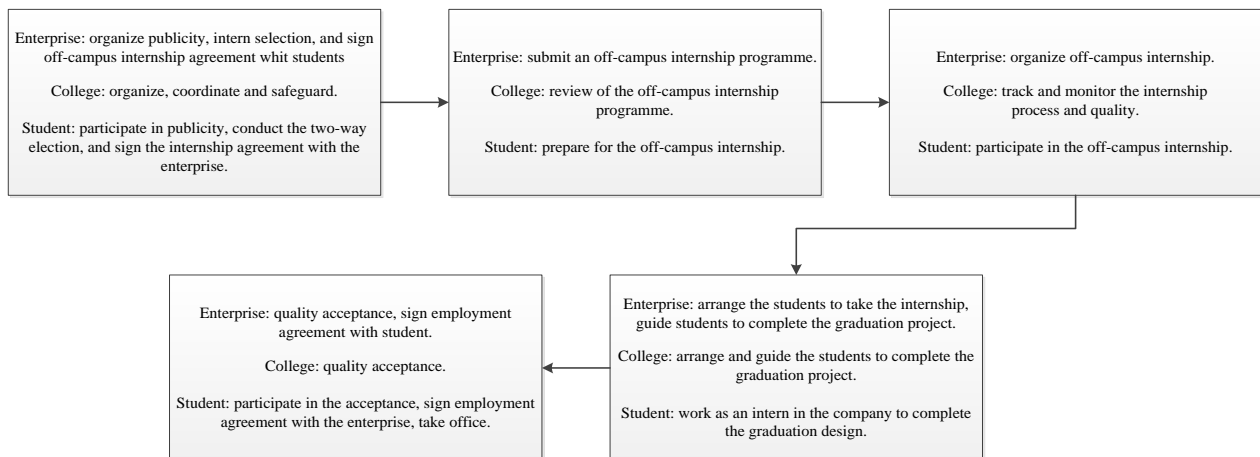 Enterprise: organize publicity, intern selection, and sign
off-campus internship agreement whit students
College: organize, coordinate and safeguard.
Student: participate in publicity, conduct the two-way
election, and sign the internship agreement with the
enterprise.
Enterprise: submit an off-campus internship programme.
College: review of the off-campus internship
programme.
Student: prepare for the off-campus internship.
Enterprise: organize off-campus internship.
College: track and monitor the internship
process and quality.
Student: participate in the off-campus internship.
Enterprise: arrange the students to take the internship,
guide students to complete the graduation project.
College: arrange and guide the students to complete the
graduation project.
Student: work as an intern in the company to complete
the graduation design.
Enterprise: quality acceptance, sign employment
agreement with student.
College: quality acceptance.
Student: participate in the acceptance, sign employment
agreement with the enterprise, take office.